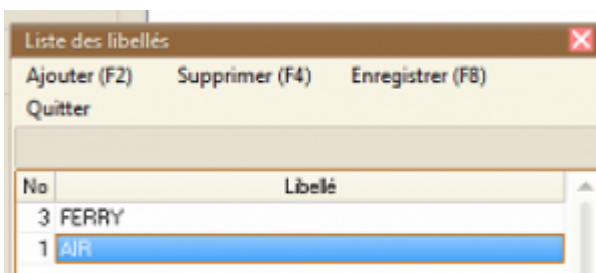 Liste des libellés
Ajouter (F2) Supprimer (F4) Enregistrer (F8)
Quitter
No Libellé
3 FERRY
1 AIR